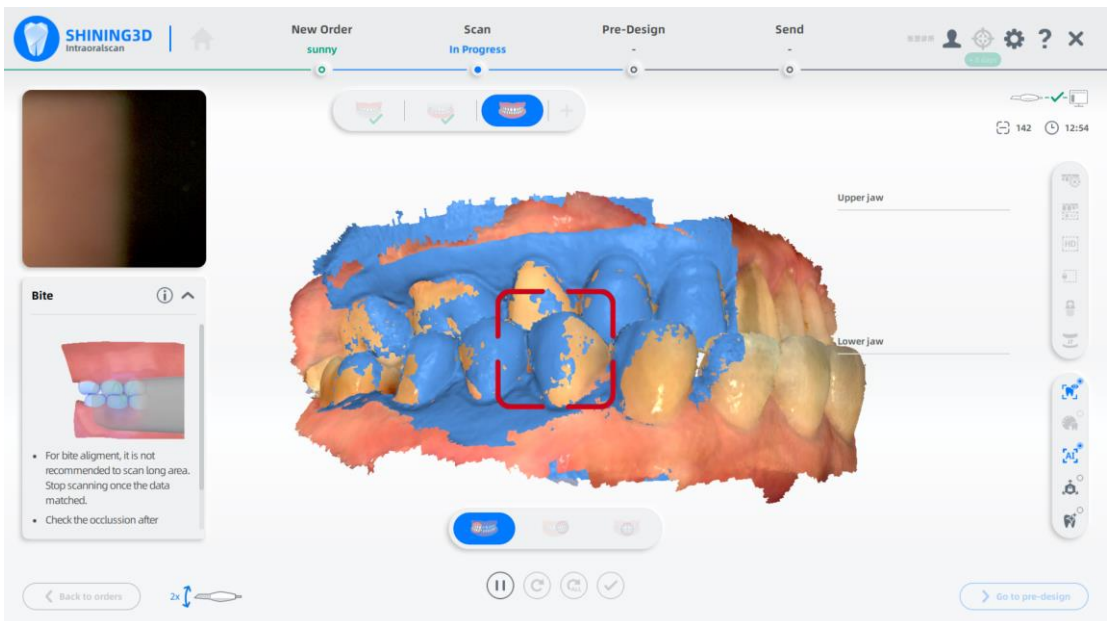 SHINING3D
Intraoralscan
New Order
sunny
Scan
In Progress
Pre-Design
-
Send
-
142
12:54
Upper jaw
Lower jaw
HD
AI
Bite
For bite aligment, it is not
recommended to scan long area.
Stop scanning once the data
matched.
Check the occlussion after
Back to orders
2x
ALL
Go to pre-design